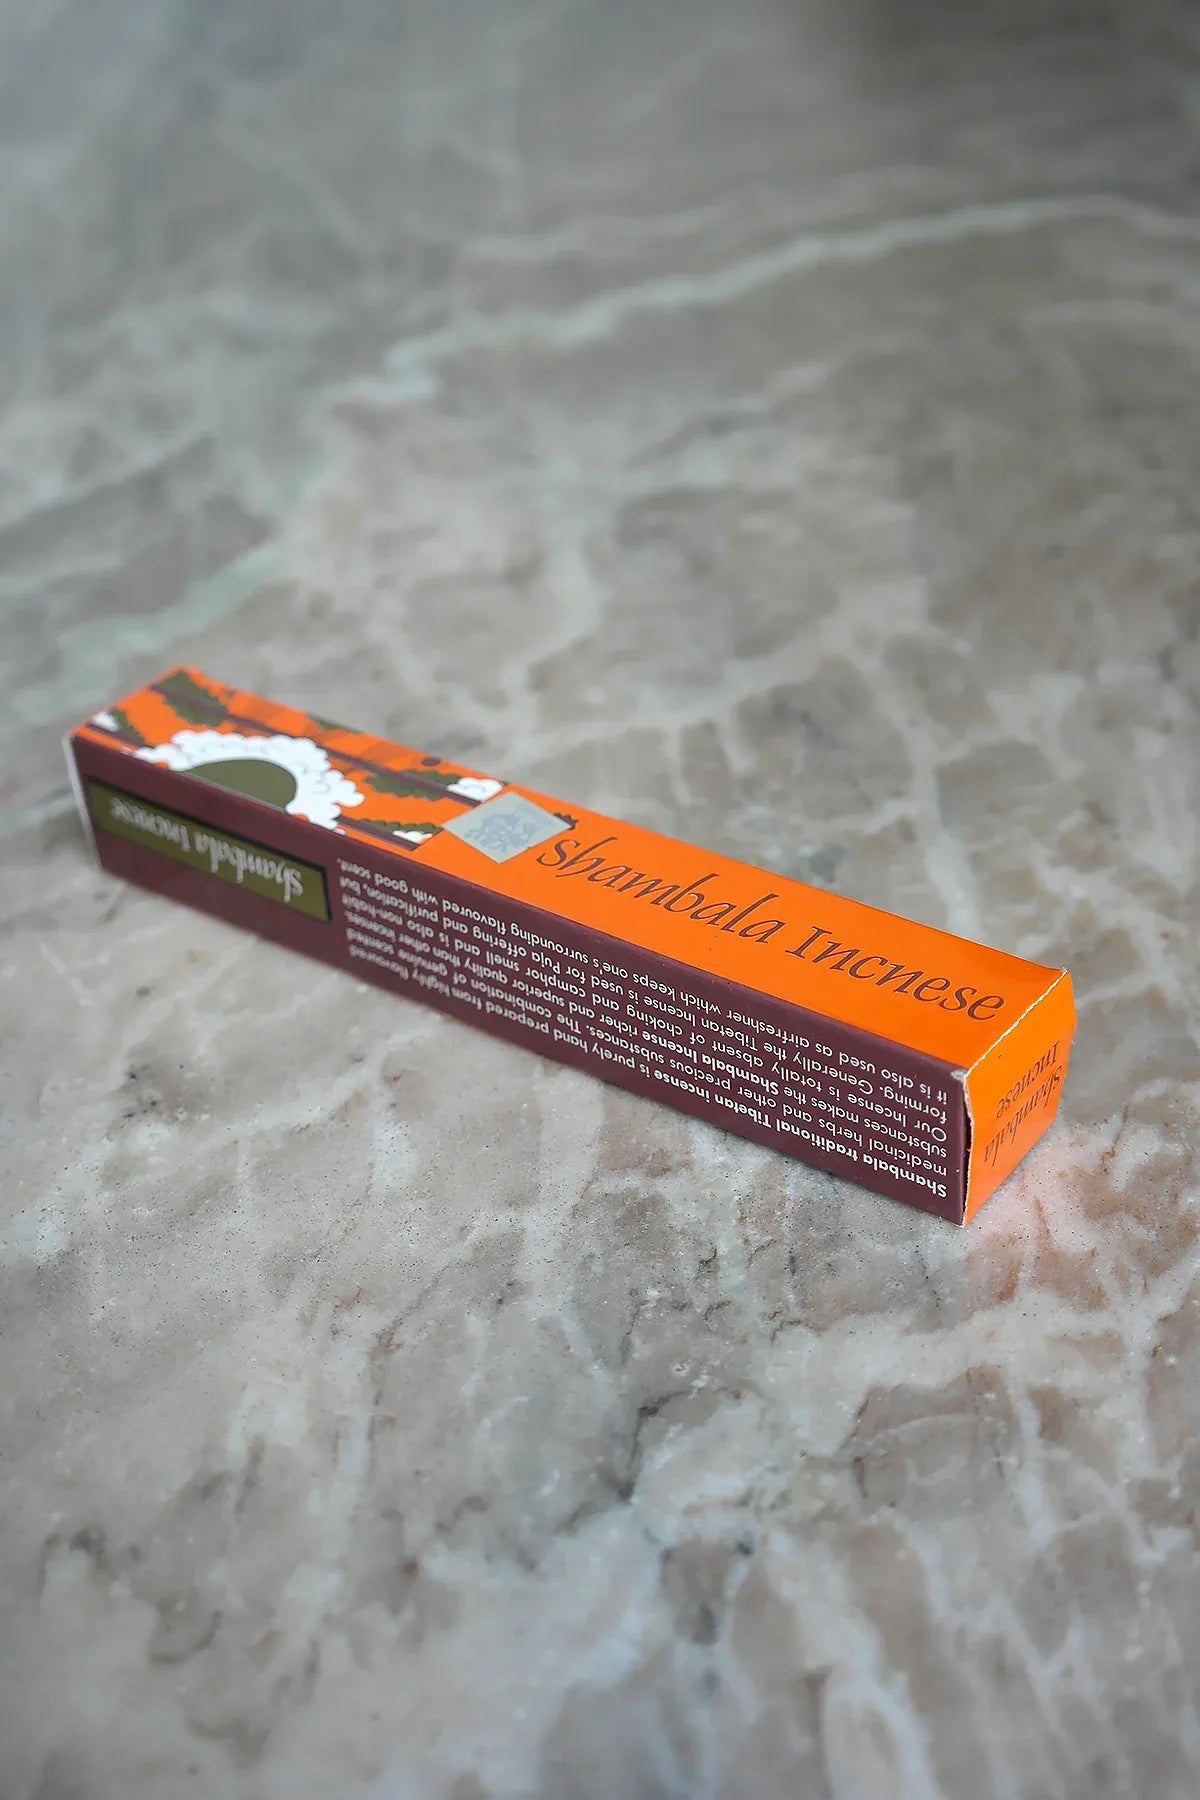 Shambala Incnese
Shambala
Incnese
Shambala Incnese
Shambala traditional Tibetan incense is purely hand prepared from highly flavoured
medicinal herbs and other precious substances. The combination of genuine scented
substances makes the Shambala Incense richer and superior quality than other incenses.
Our Incense is totally absent of choking and camphor smell and is also non-habit
forming. Generally the Tibetan Incense is used for Puja offering and purification, but
it is also used as airfreshner which keeps one's surrounding flavoured with good scent.